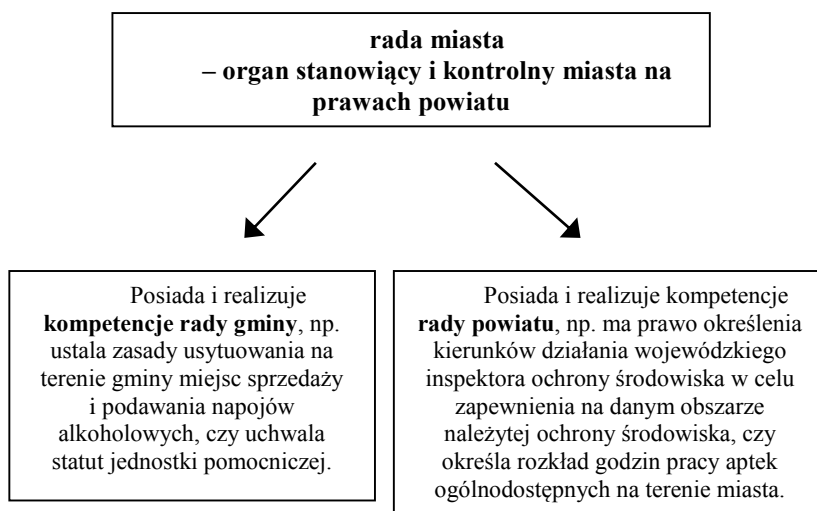 rada miasta
– organ stanowiący i kontrolny miasta na
prawach powiatu
Posiada i realizuje
kompetencje rady gminy, np.
ustala zasady usytuowania na
terenie gminy miejsc sprzedaży
i podawania napojów
alkoholowych, czy uchwala
statut jednostki pomocniczej.
Posiada i realizuje kompetencje
rady powiatu, np. ma prawo określenia
kierunków działania wojewódzkiego
inspektora ochrony środowiska w celu
zapewnienia na danym obszarze
należytej ochrony środowiska, czy
określa rozkład godzin pracy aptek
ogólnodostępnych na terenie miasta.